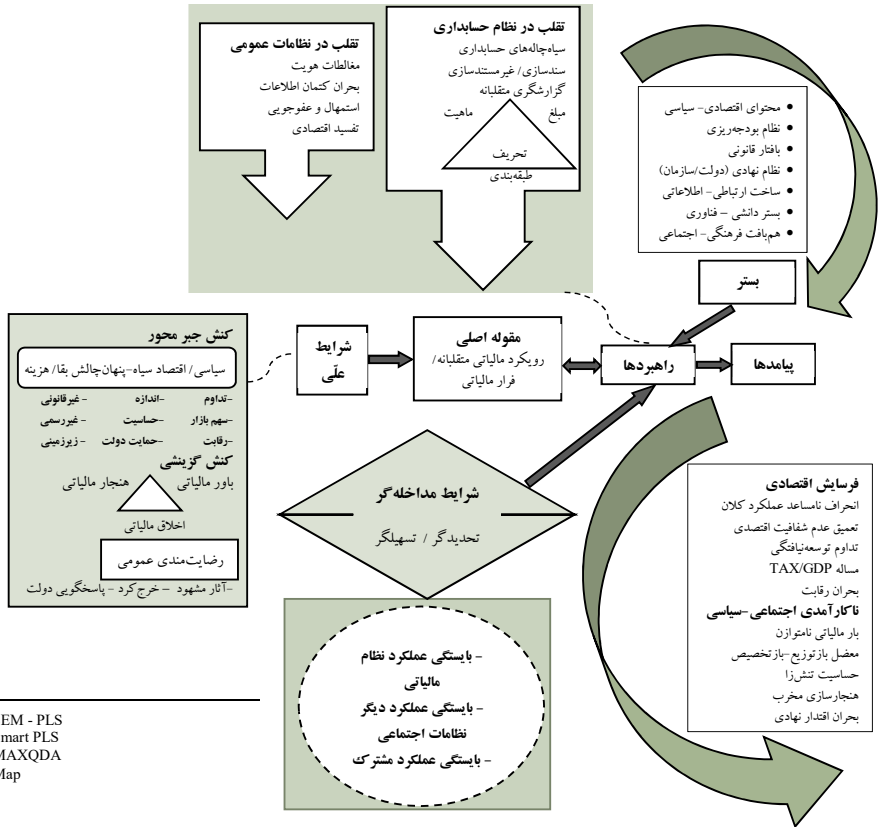 تقلب در نظام حسابداری
سیاهچاله‌های حسابداری
سندسازی/ غیرمستندسازی
گزارشگری متقلبانه
مبلغ ماهیت
تحریف
طبقه‌بندی
تقلب در نظامات عمومی
مغالطات هویت
بحران کتمان اطلاعات
استمهال و عفوجویی
تفسید اقتصادی
• محتوای اقتصادی- سیاسی
• نظام بودجه‌ریزی
• بافتار قانونی
• نظام نهادی (دولت/سازمان)
• ساخت ارتباطی- اطلاعاتی
• بستر دانشی – فناوری
• هم‌بافت فرهنگی- اجتماعی
بستر
شرایط
علّی
مقوله اصلی
رویکرد مالیاتی متقلبانه/
فرار مالیاتی
راهبردها
پیامدها
کنش جبر محور
سیاسی/ اقتصاد سیاه-پنهان‌چالش بقا/ هزینه
-تداوم -اندازه - غیرقانونی
-سهم بازار -حساسیت - غیررسمی
-رقابت -حمایت دولت - زیرزمینی
کنش گزینشی
باور مالیاتی هنجار مالیاتی
اخلاق مالیاتی
رضایت‌مندی عمومی
-آثار مشهود – خرج‌کرد - پاسخگویی دولت
شرایط مداخله‌گر
تحدیدگر / تسهیلگر
- بایستگی عملکرد نظام
مالیاتی
- بایستگی عملکرد دیگر
نظامات اجتماعی
- بایستگی عملکرد مشترک
فرسایش اقتصادی
انحراف نامساعد عملکرد کلان
تعمیق عدم شفافیت اقتصدی
تداوم توسعه‌نیافتگی
مساله TAX/GDP
بحران رقابت
ناکارآمدی اجتماعی-سیاسی
بار مالیاتی نامتوازن
معضل بازتوزیع-بازتخصیص
حساسیت تنش‌زا
هنجارسازی مخرب
بحران اقتدار نهادی
EM - PLS
mart PLS
MAXQDA
Map